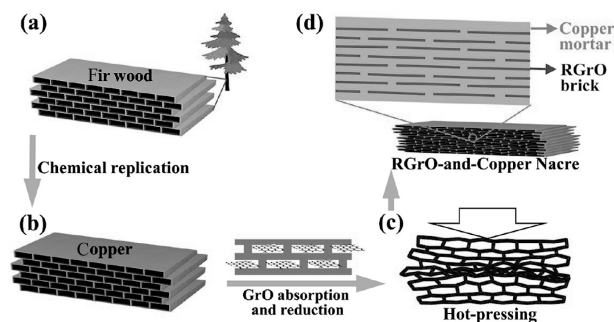 (a)
Fir wood
Chemical replication
(b)
Copper
GrO absorption
and reduction
(c)
Hot-pressing
(d)
Copper
mortar
RGrO
brick
RGrO-and-Copper Nacre